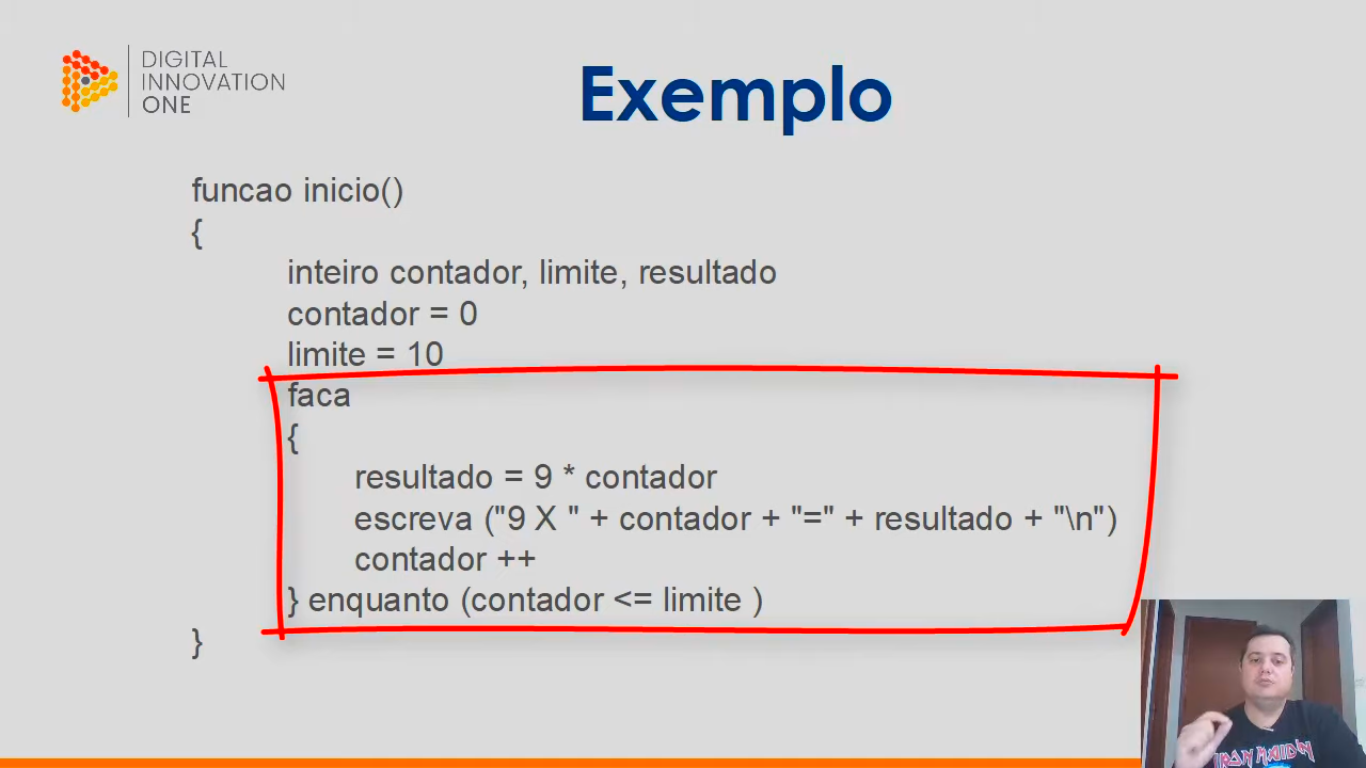 DIGITAL
INNOVATION
ONE
Exemplo
funcao inicio()
{
inteiro contador, limite, resultado
contador = 0
limite = 10
faca
{
resultado = 9 * contador
escreva ("9 X " + contador + "=" + resultado + "\n")
contador ++
} enquanto (contador <= limite )
}
IRON MAIDEN